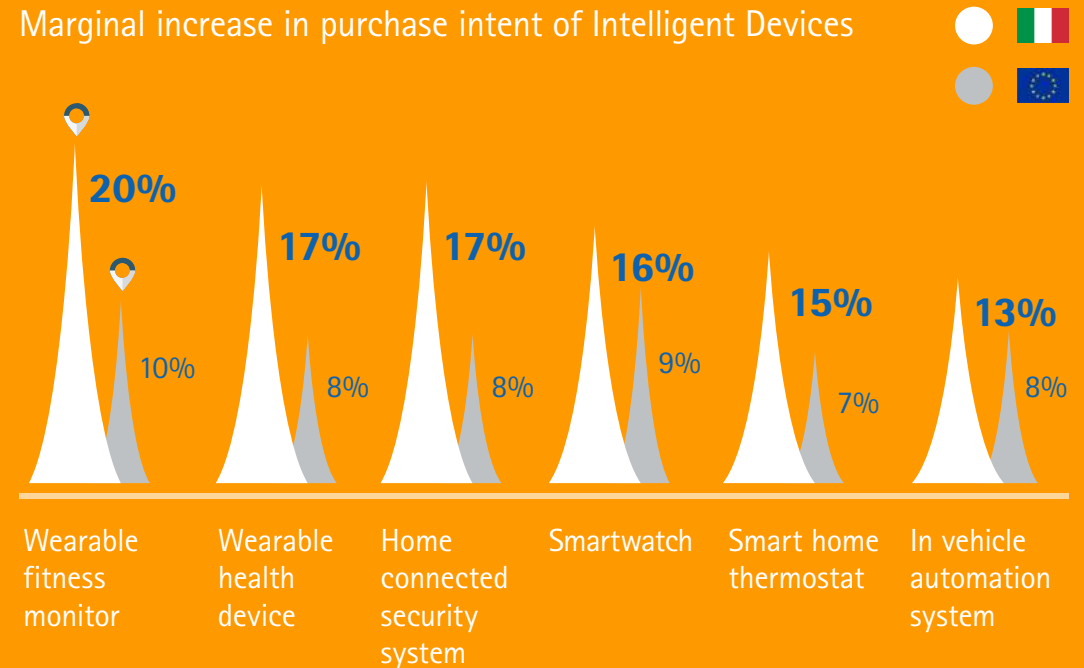 Marginal increase in purchase intent of Intelligent Devices
20%
10%
17%
8%
17%
8%
16%
9%
15%
7%
13%
8%
Wearable
fitness
monitor
Wearable
health
device
Home
connected
security
system
Smartwatch
Smart home
thermostat
In vehicle
automation
system